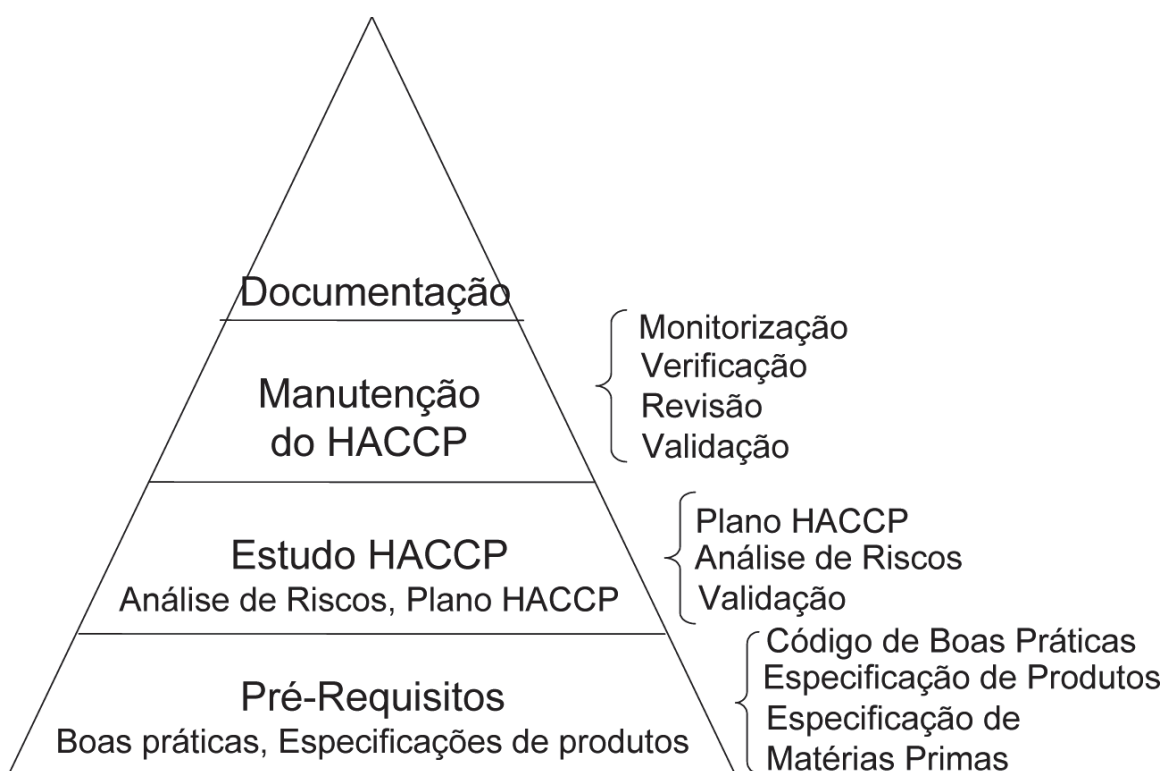 Documentação
Manutenção
do HACCP
Monitorização
Verificação
Revisão
Validação
Estudo HACCP
Análise de Riscos, Plano HACCP
Plano HACCP
Análise de Riscos
Validação
Pré-Requisitos
Boas práticas, Especificações de produtos
Código de Boas Práticas
Especificação de Produtos
Especificação de
Matérias Primas